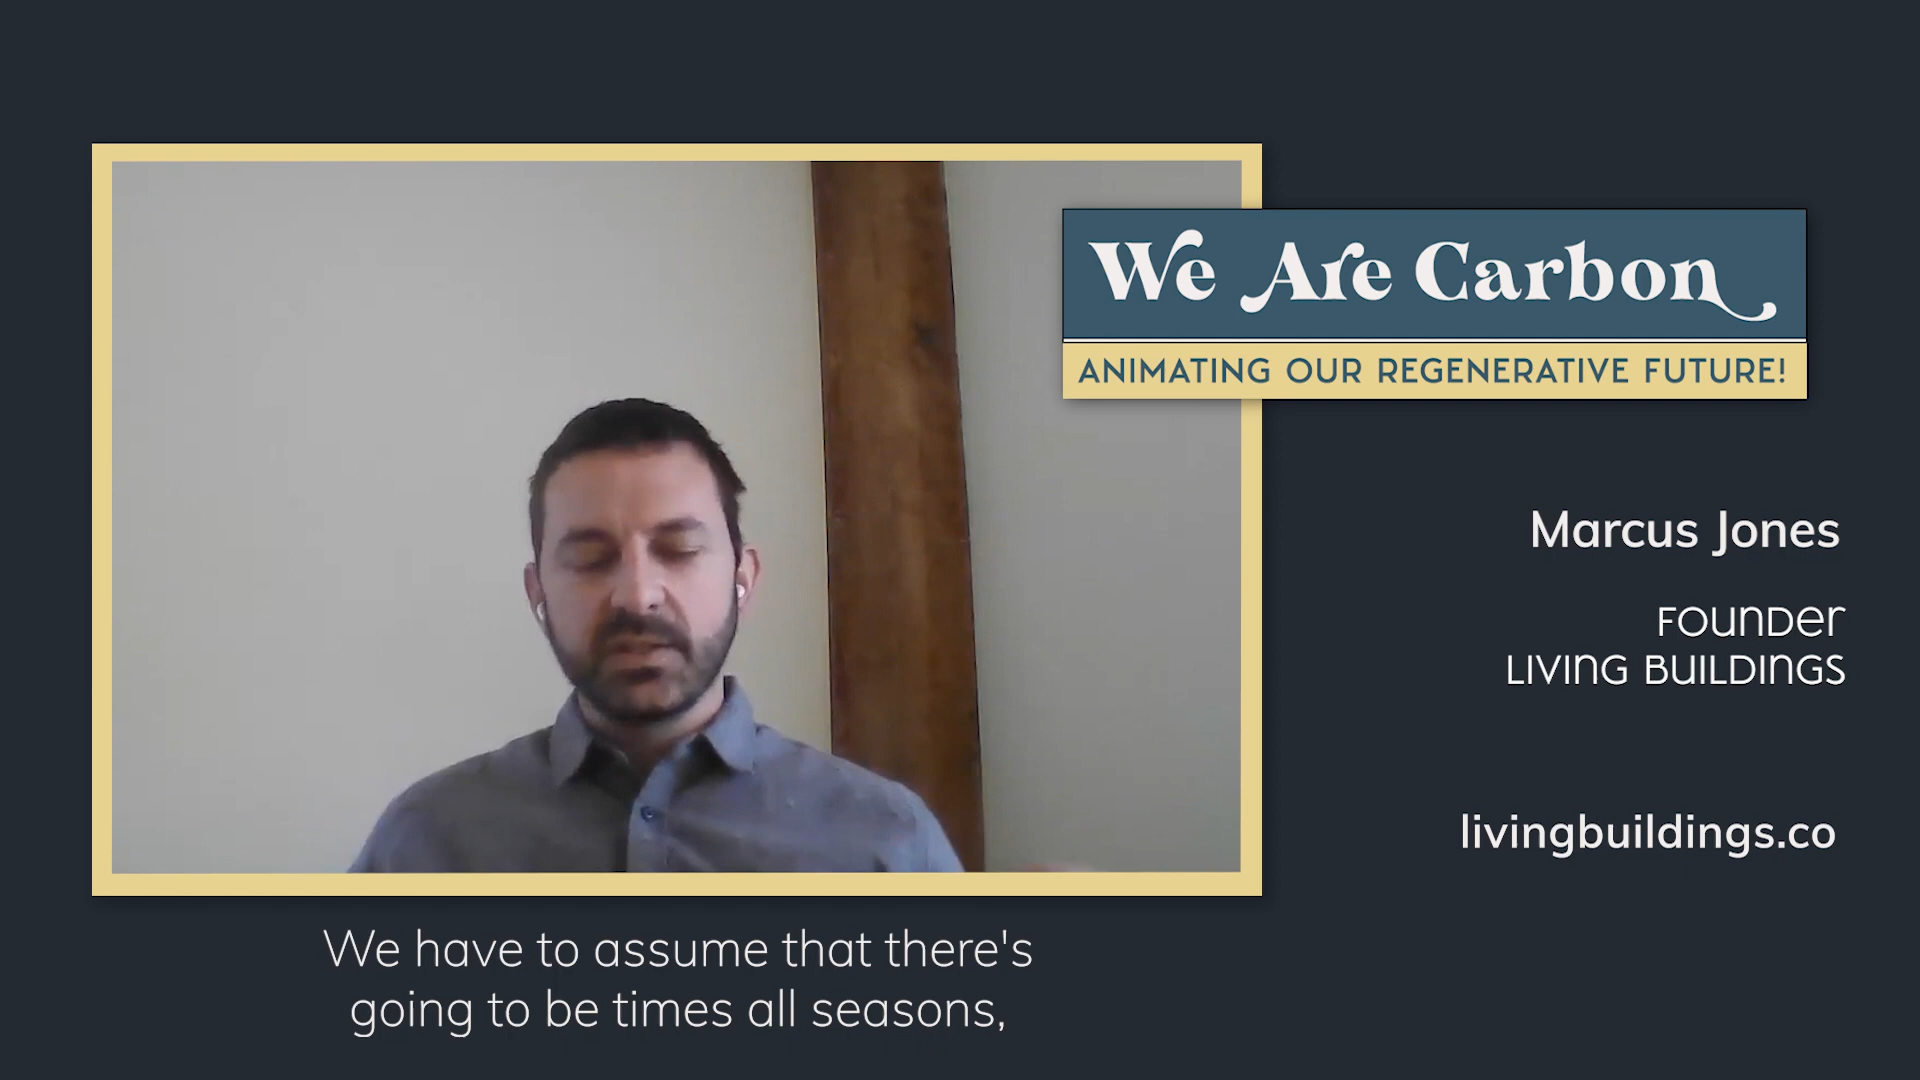 We Are Carbon
ANIMATING OUR REGENERATIVE FUTURE!
Marcus Jones
FOUNDER
LIVING BUILDINGS
livingbuildings.co
We have to assume that there's
going to be times all seasons,